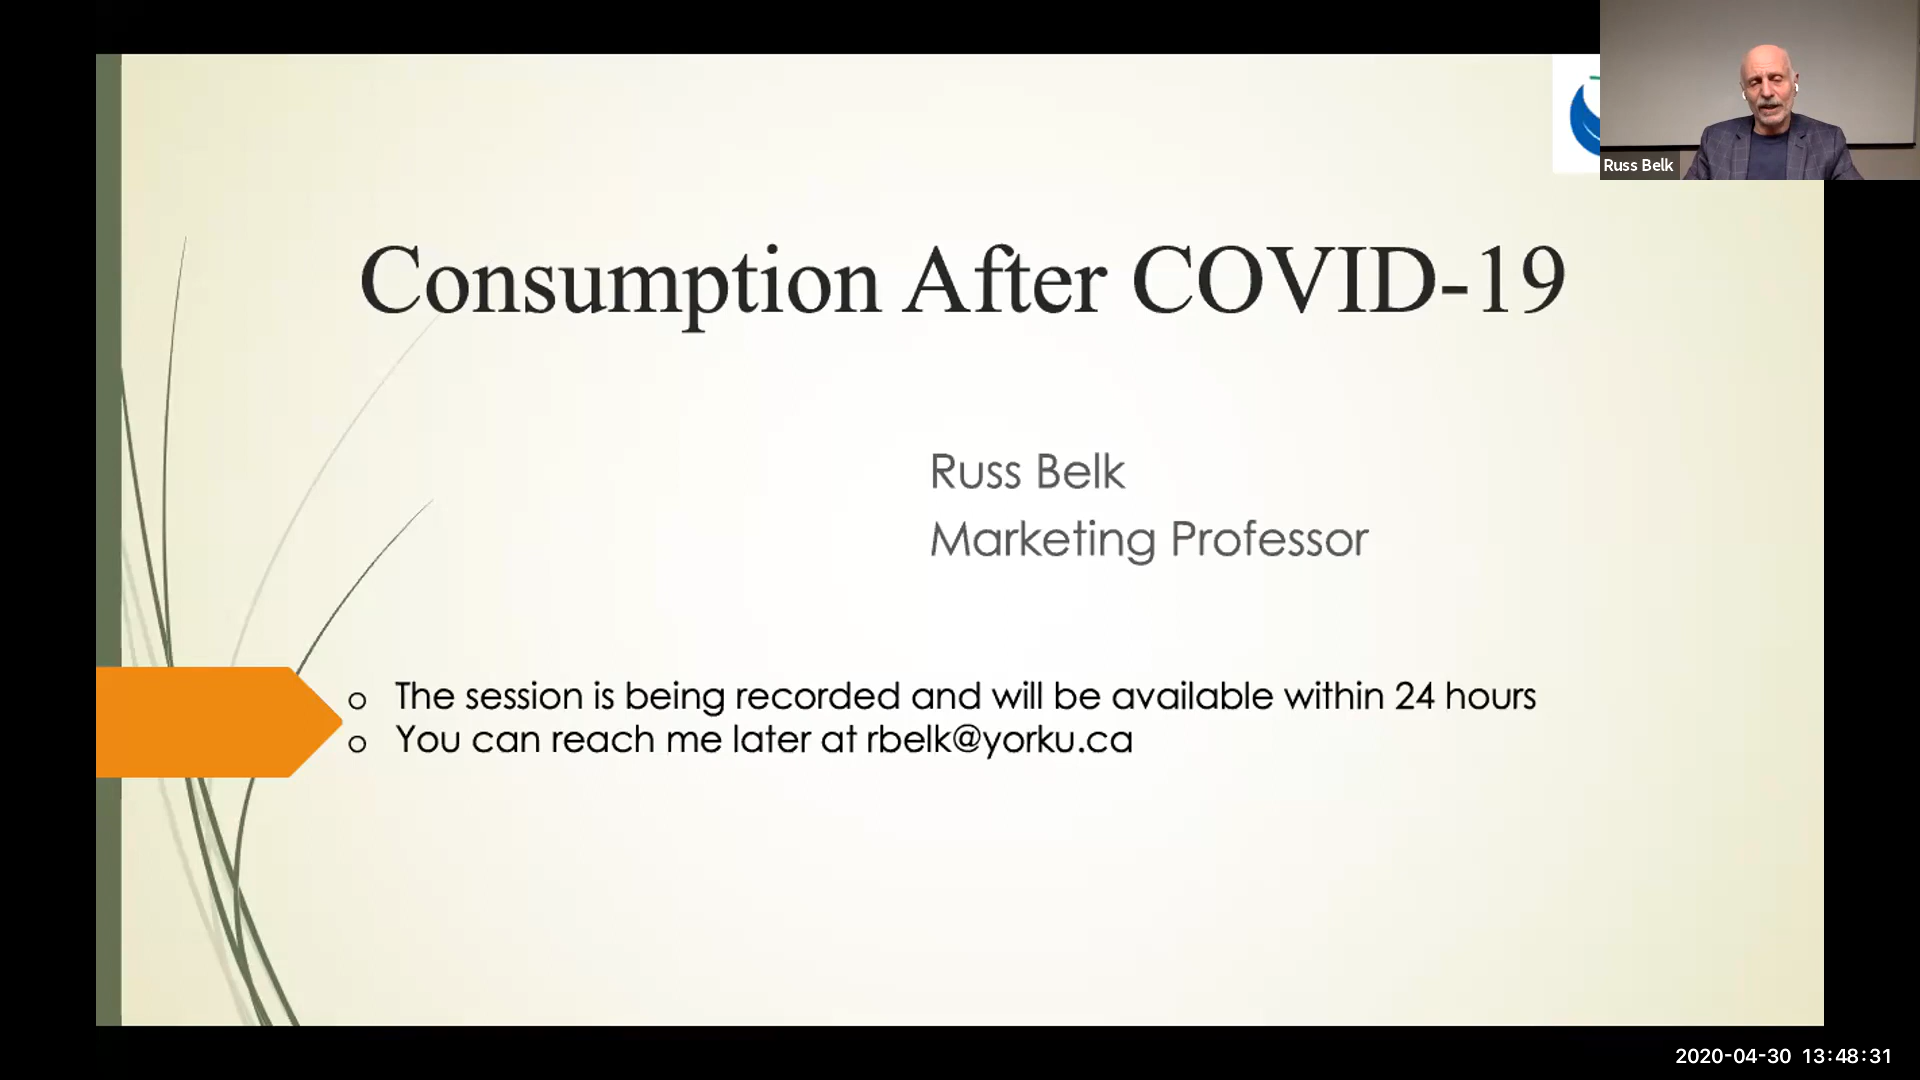 Russ Belk
Consumption After COVID-19
Russ Belk
Marketing Professor
o The session is being recorded and will be available within 24 hours
o You can reach me later at rbelk@yorku.ca
2020-04-30 13:48:31